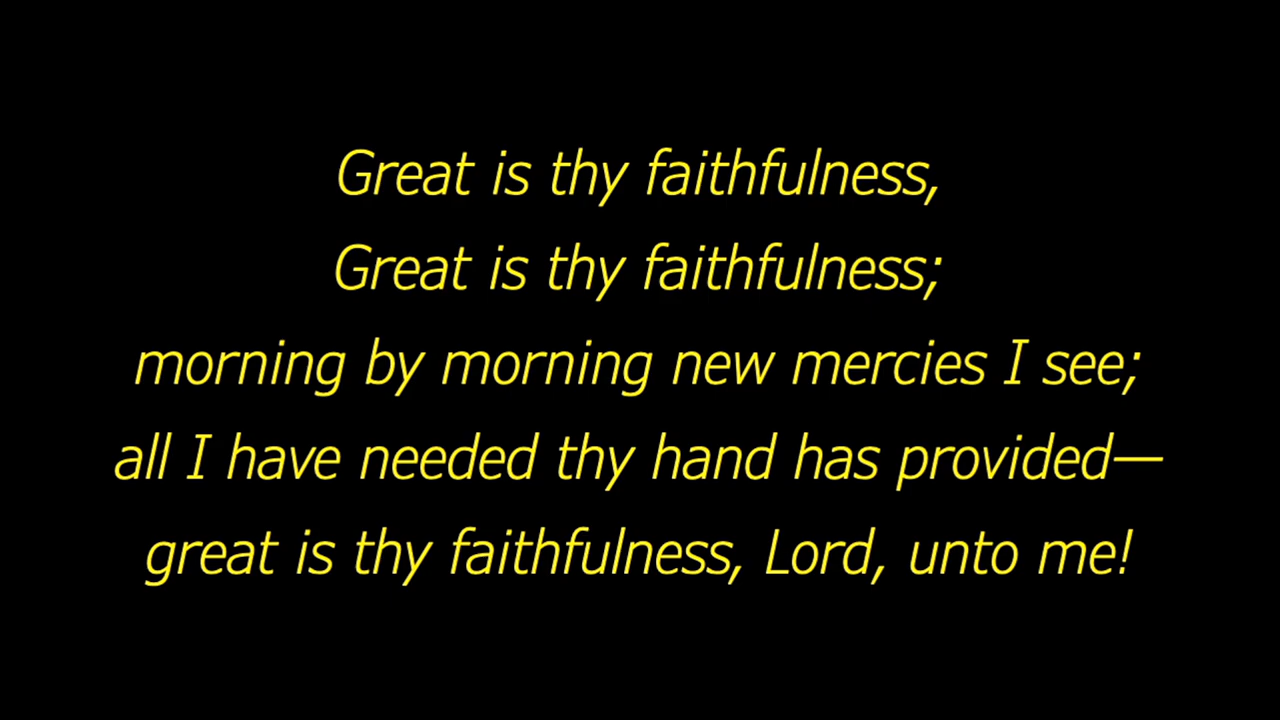 Great is thy faithfulness,
Great is thy faithfulness;
morning by morning new mercies I see;
all I have needed thy hand has provided—
great is thy faithfulness, Lord, unto me!